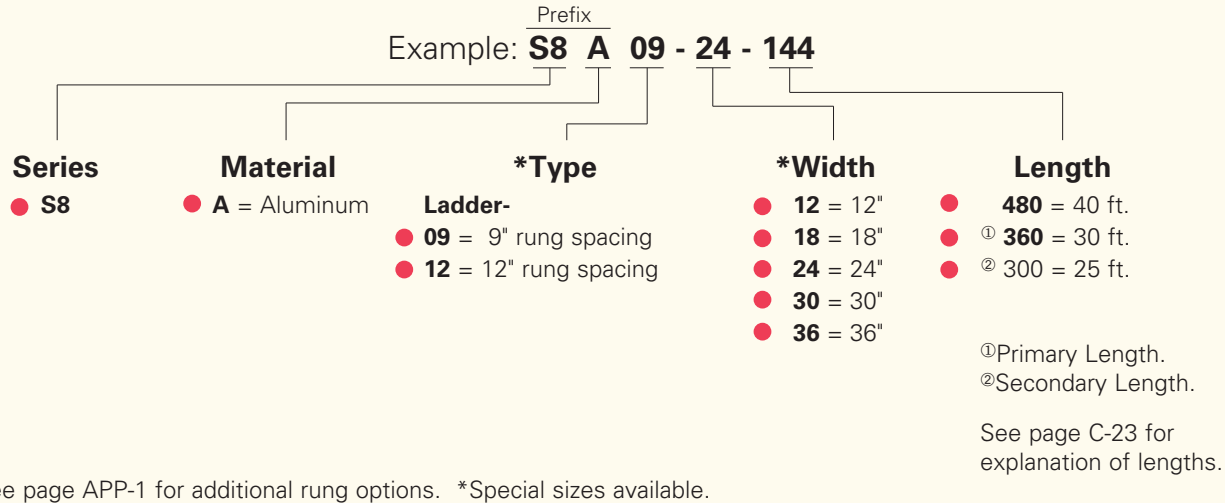 Prefix
Example: S8 A 09 - 24 - 144
Series
S8
Material
A = Aluminum
*Type
Ladder-
09 = 9" rung spacing
12 = 12" rung spacing
*Width
12 = 12"
18 = 18"
24 = 24"
30 = 30"
36 = 36"
Length
480 = 40 ft.
① 360 = 30 ft.
② 300 = 25 ft.
①Primary Length.
②Secondary Length.
See page C-23 for
explanation of lengths.
page APP-1 for additional rung options. *Special sizes available.